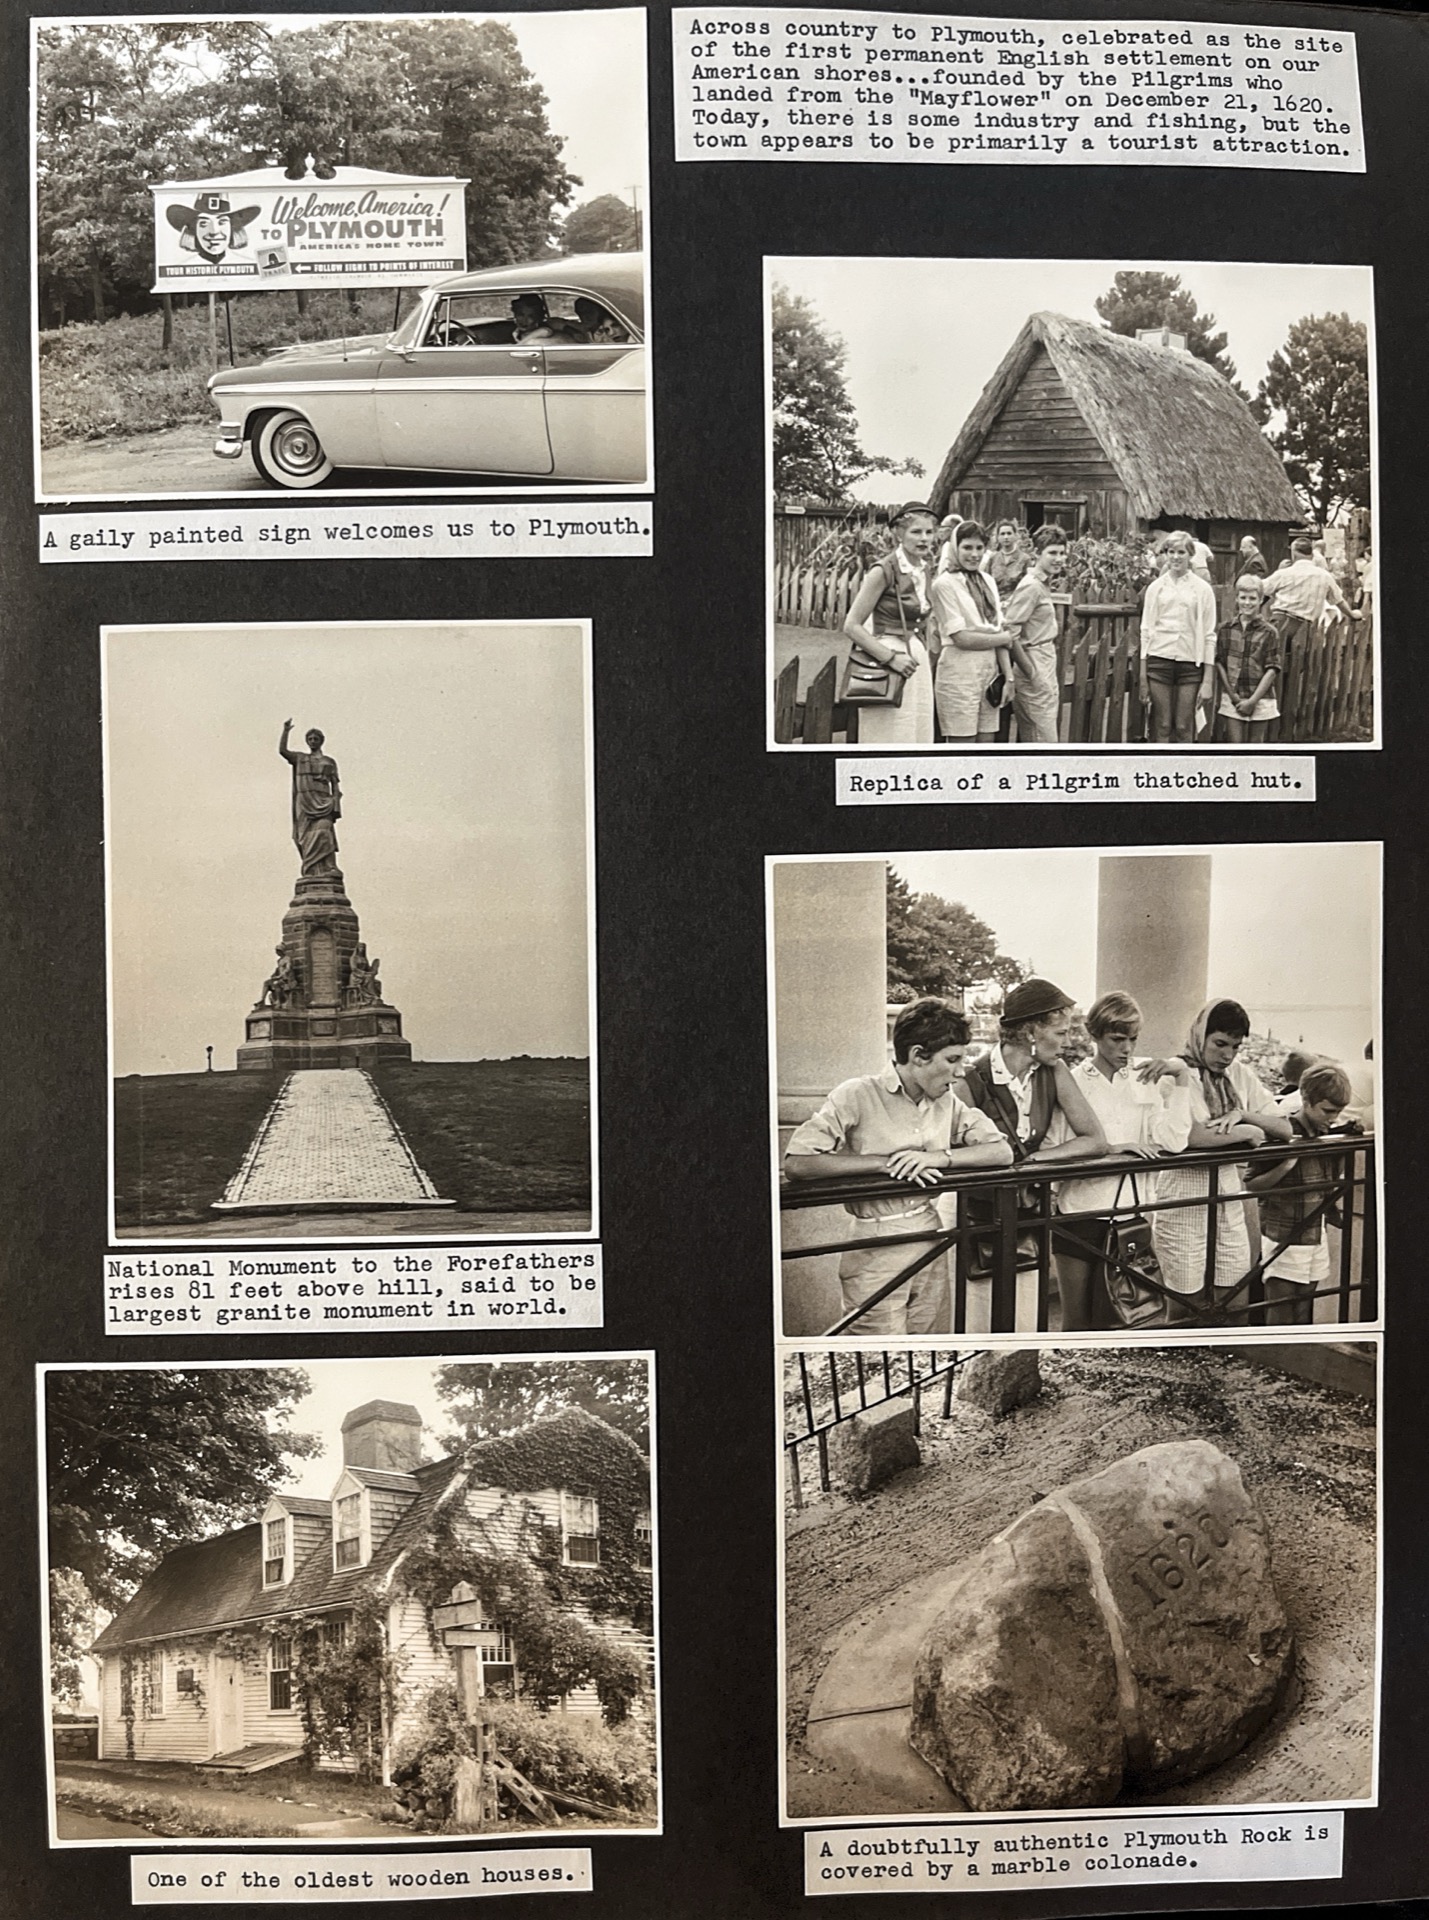 Across country to Plymouth, celebrated as the site
of the first permanent English settlement on our
American shores...founded by the Pilgrims who
landed from the "Mayflower" on December 21, 1620.
Today, there is some industry and fishing, but the
town appears to be primarily a tourist attraction.
Welcome, America!
TO PLYMOUTH
AMERICA'S HOME TOWN
TOUR HISTORIC PLYMOUTH
TRAIL
FOLLOW SIGNS TO POINTS OF INTEREST
A gaily painted sign welcomes us to Plymouth.
Replica of a Pilgrim thatched hut.
National Monument to the Forefathers
rises 81 feet above hill, said to be
largest granite monument in world.
1620
One of the oldest wooden houses.
A doubtfully authentic Plymouth Rock is
covered by a marble colonade.